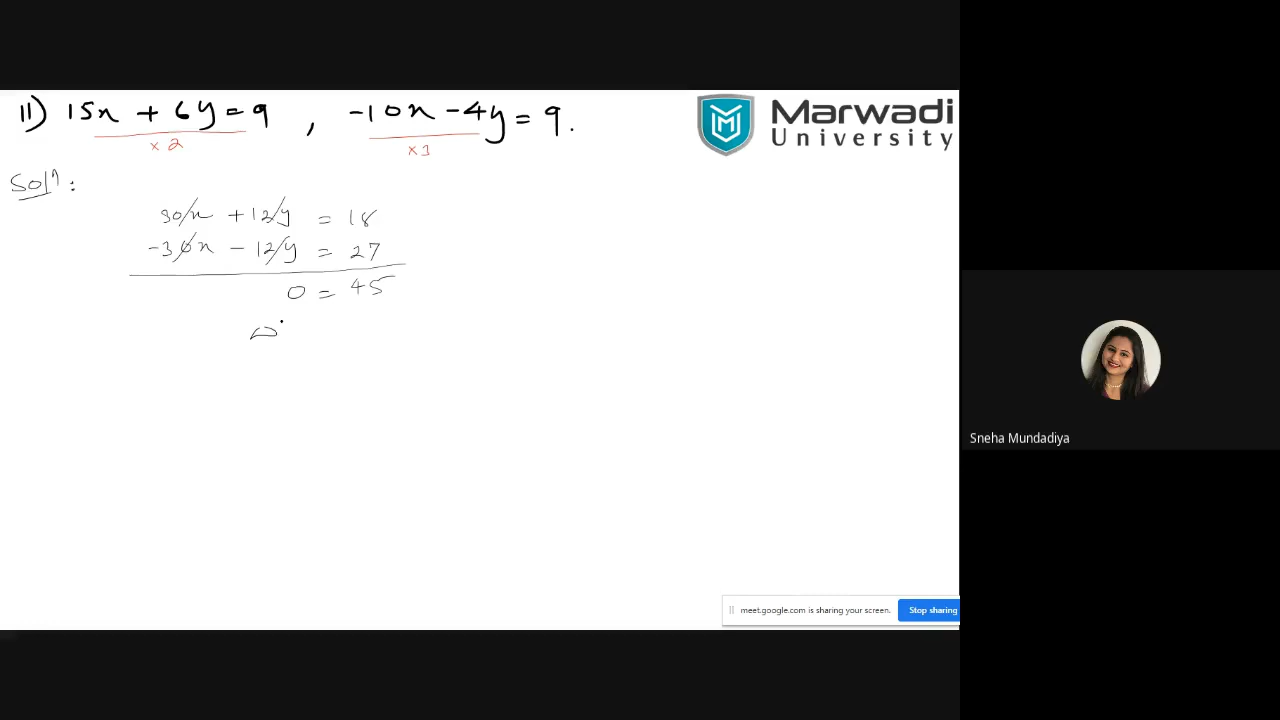 11) 15x + 6y = 9 , -10x - 4y = 9.
x 2 x 3
Solⁿ :
30x + 12y = 18
-30x - 12y = 27
0 = 45
Marwadi
University
Sneha Mundadiya
meet.google.com is sharing your screen. Stop sharing